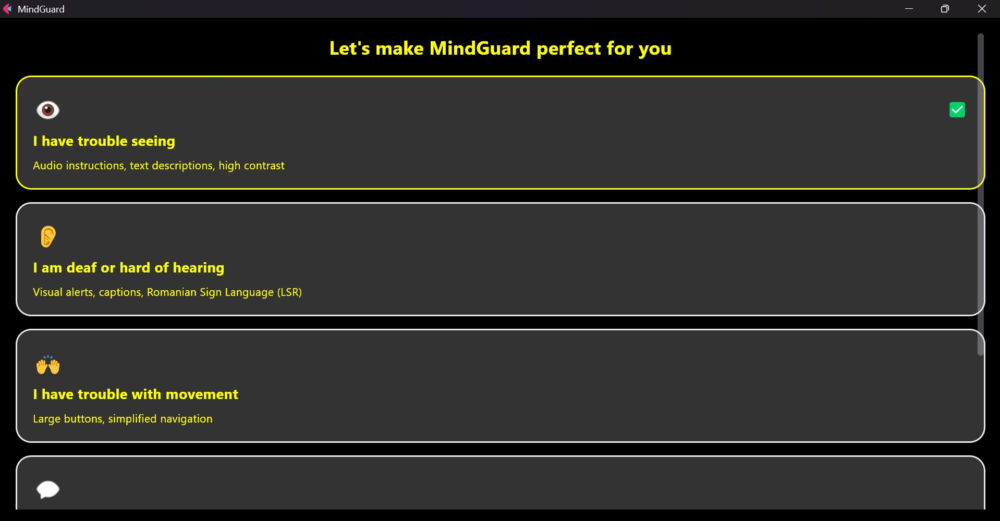 MindGuard
Let's make MindGuard perfect for you
I have trouble seeing
Audio instructions, text descriptions, high contrast
I am deaf or hard of hearing
Visual alerts, captions, Romanian Sign Language (LSR)
I have trouble with movement
Large buttons, simplified navigation